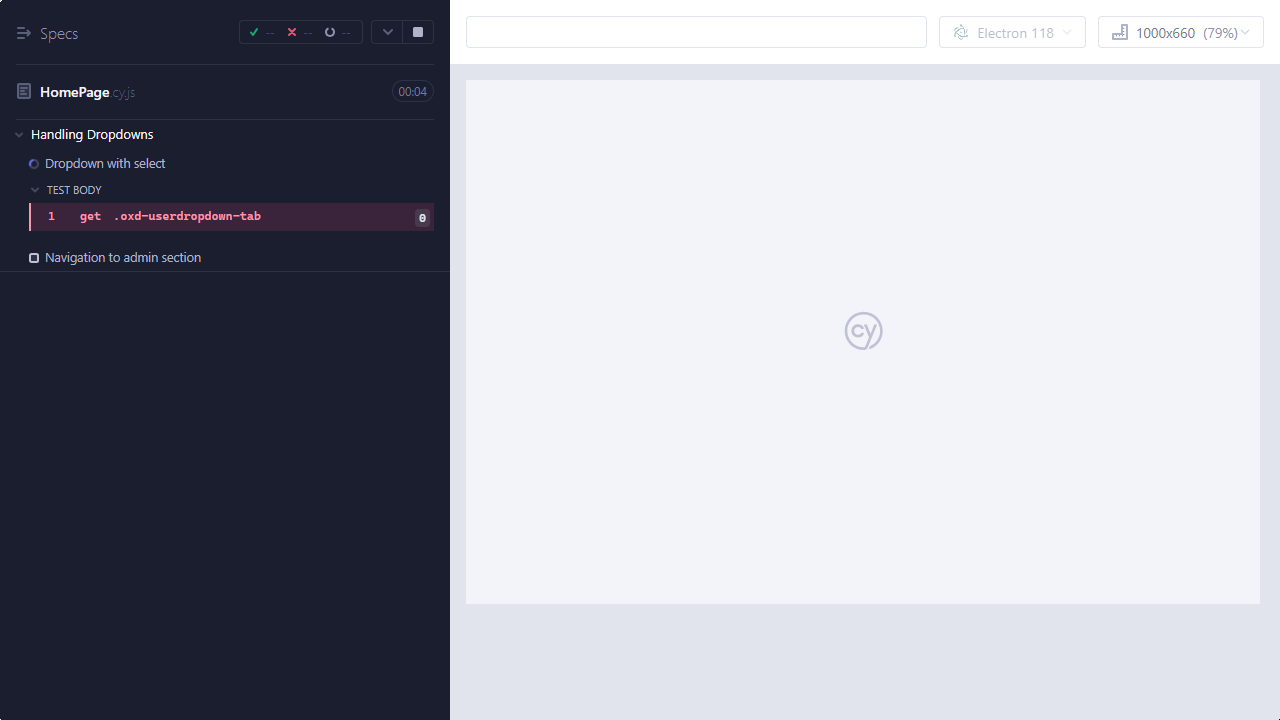 Specs
-- -- --
Electron 118
1000x660 (79%)
HomePage.cy.js
00:04
Handling Dropdowns
Dropdown with select
TEST BODY
1 get .oxd-userdropdown-tab 0
Navigation to admin section
cy